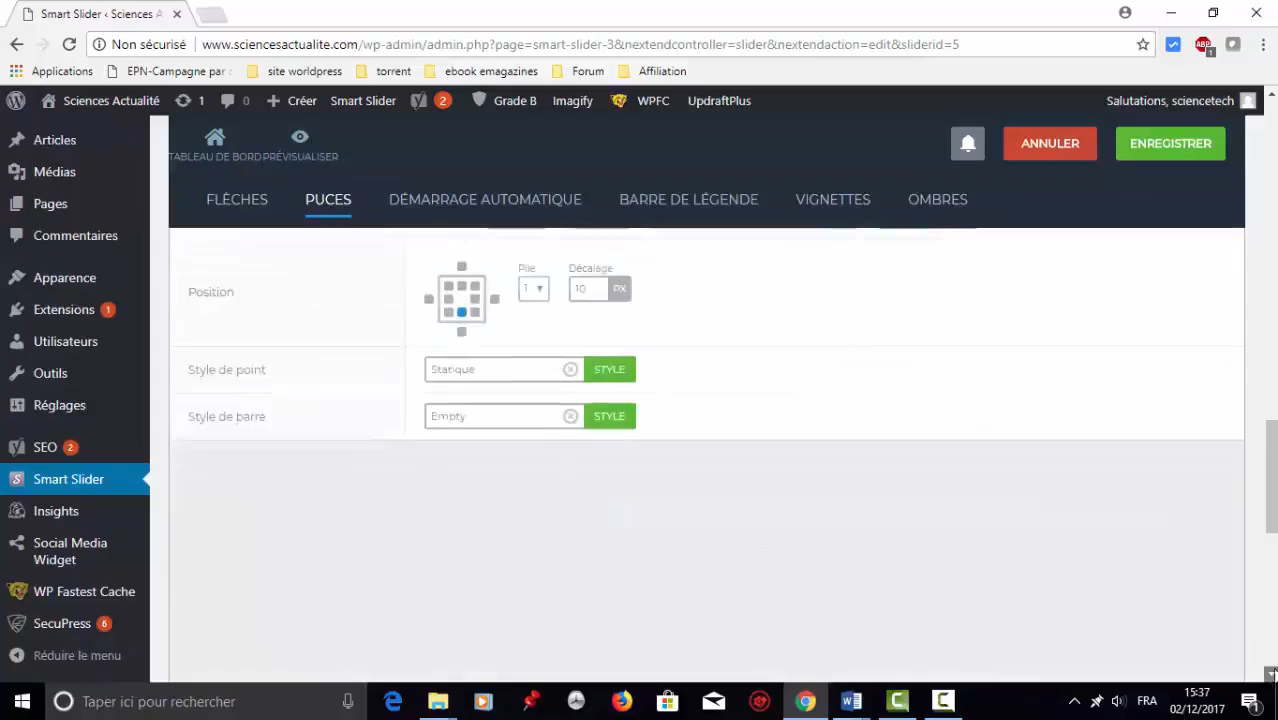 Smart Slider ‹ Sciences A
Non sécurisé www.sciencesactualite.com/wp-admin/admin.php?page=smart-slider-3&nextendcontroller=slider&nextendaction=edit&sliderid=5
ABP 1
Applications EPN-Campagne par site worldpress torrent ebook emagazines Forum Affiliation
Sciences Actualité 1 0 Créer Smart Slider 2 Grade B Imagify WPFC UpdraftPlus Salutations, sciencetech
Articles
Médias
Pages
Commentaires
Apparence
Extensions 1
Utilisateurs
Outils
Réglages
SEO 2
Smart Slider
Insights
Social Media
Widget
WP Fastest Cache
SecuPress 6
Réduire le menu
TABLEAU DE BORD PRÉVISUALISER
ANNULER ENREGISTRER
FLÈCHES PUCES DÉMARRAGE AUTOMATIQUE BARRE DE LÉGENDE VIGNETTES OMBRES
Position Pile 1 Décalage 10 PX
Style de point Statique STYLE
Style de barre Empty STYLE
Taper ici pour rechercher
FRA
15:37
02/12/2017
1